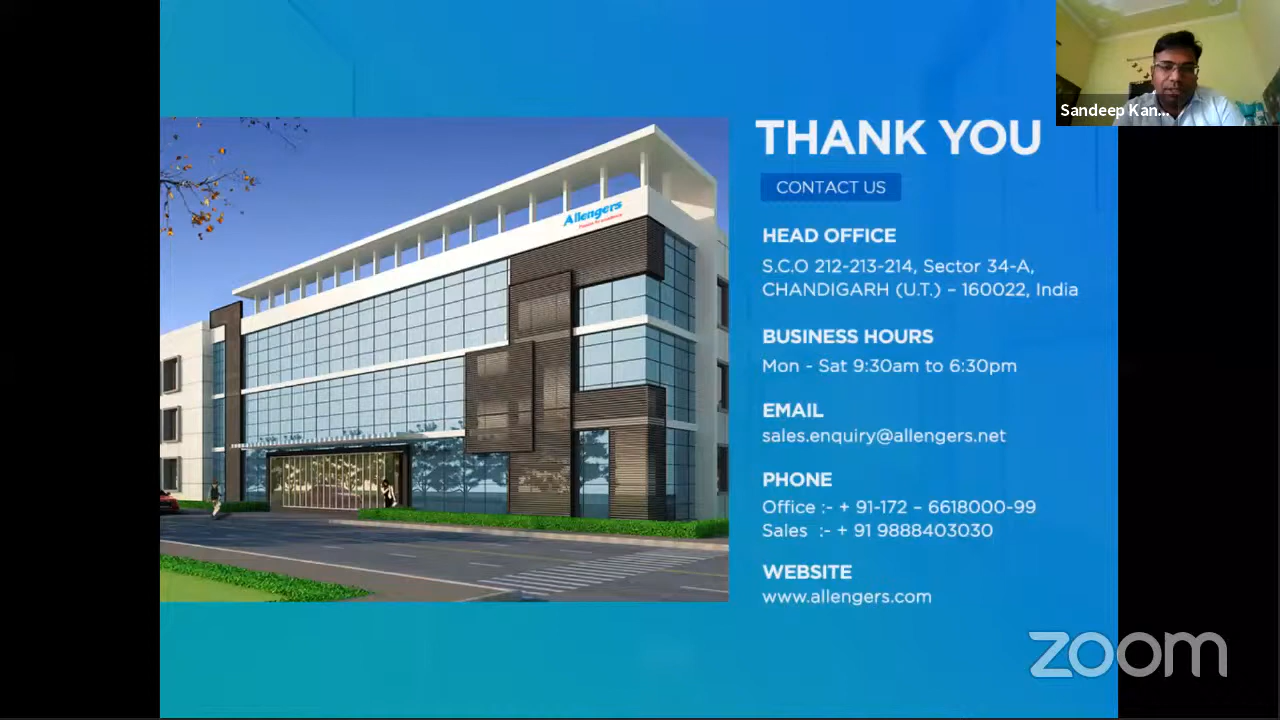 Sandeep Kan...
Allengers
THANK YOU
CONTACT US
HEAD OFFICE
S.C.O 212-213-214, Sector 34-A,
CHANDIGARH (U.T.) – 160022, India
BUSINESS HOURS
Mon - Sat 9:30am to 6:30pm
EMAIL
sales.enquiry@allengers.net
PHONE
Office :- + 91-172 – 6618000-99
Sales :- + 91 9888403030
WEBSITE
www.allengers.com
zoom